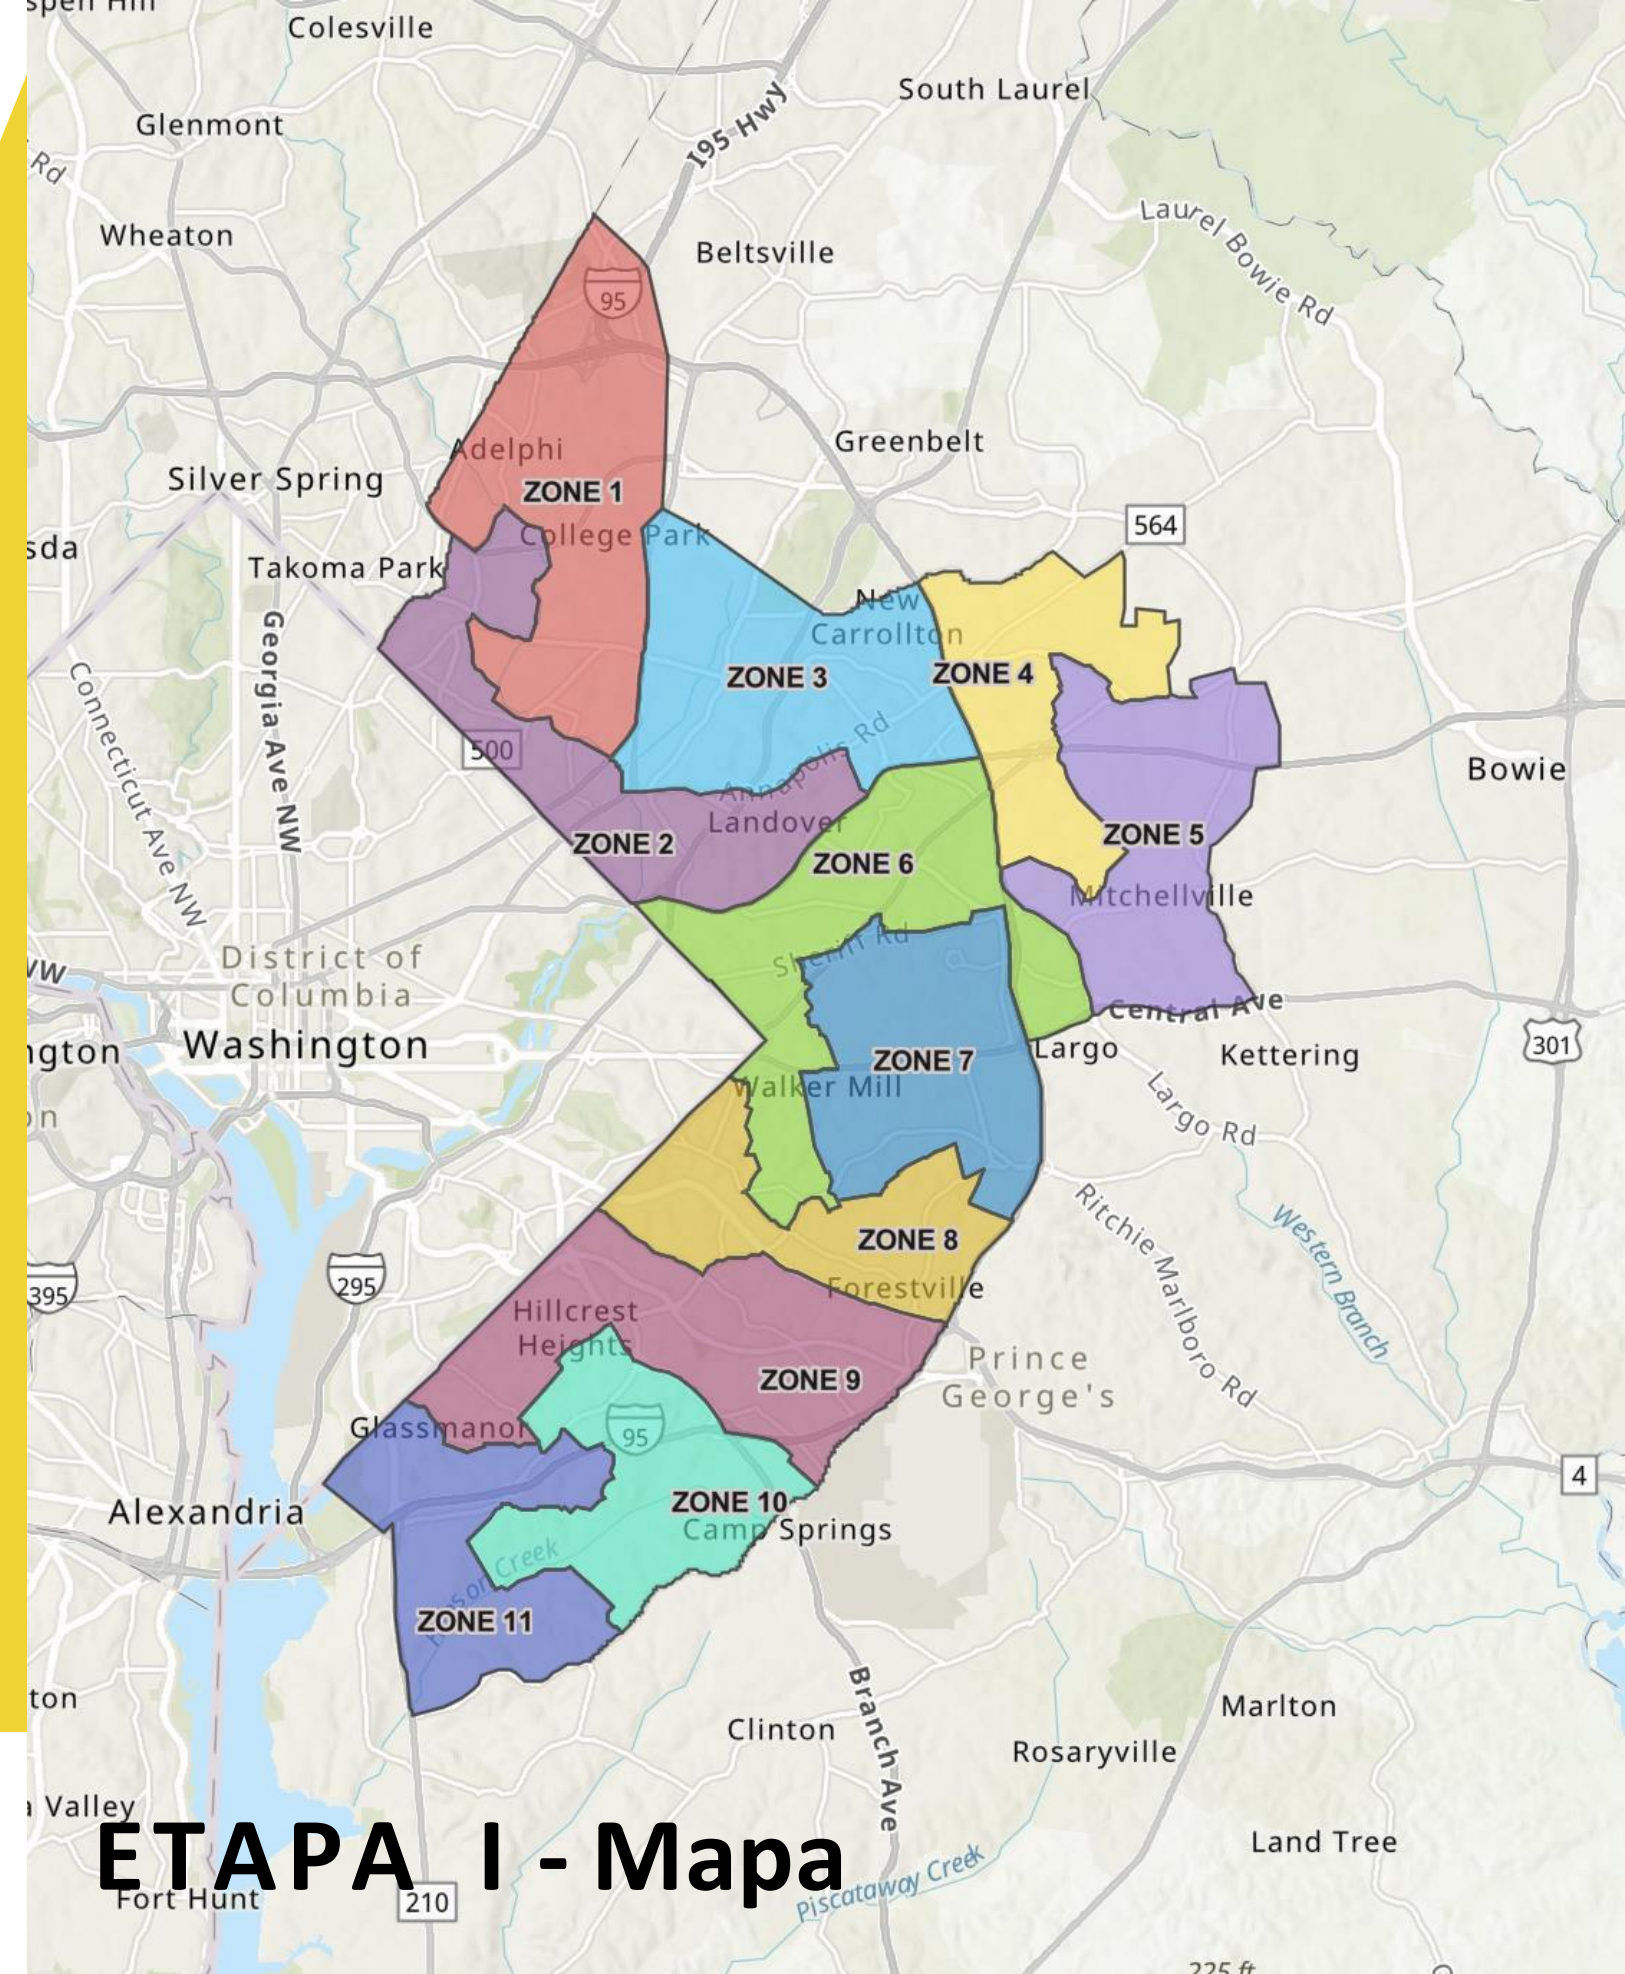 Colesville
South Laurel
I95 Hwy
Glenmont
Rd
Laurel Bowie Rd
Wheaton
Beltsville
95
Adelphi
Greenbelt
Silver Spring
ZONE 1
564
College Park
Takoma Park
New
Carrollton
Georgia Ave NW
ZONE 3
ZONE 4
Connecticut Ave NW
500
Annapolis Rd
Bowie
Landover
ZONE 2
ZONE 5
ZONE 6
Mitchellville
Sheriff Rd
District of
Columbia
Central Ave
Washington
Largo
Kettering
301
ZONE 7
Walker Mill
Largo Rd
Ritchie Marlboro Rd
Western Branch
ZONE 8
295
395
Forestville
Hillcrest
Heights
Prince
George's
ZONE 9
Glassmanor
95
4
ZONE 10
Alexandria
Camp Springs
Creek
ZONE 11
Branch Ave
Marlton
Clinton
Rosaryville
Valley
ETAPA I - Mapa
Land Tree
Piscataway Creek
Fort Hunt
210
225 ft